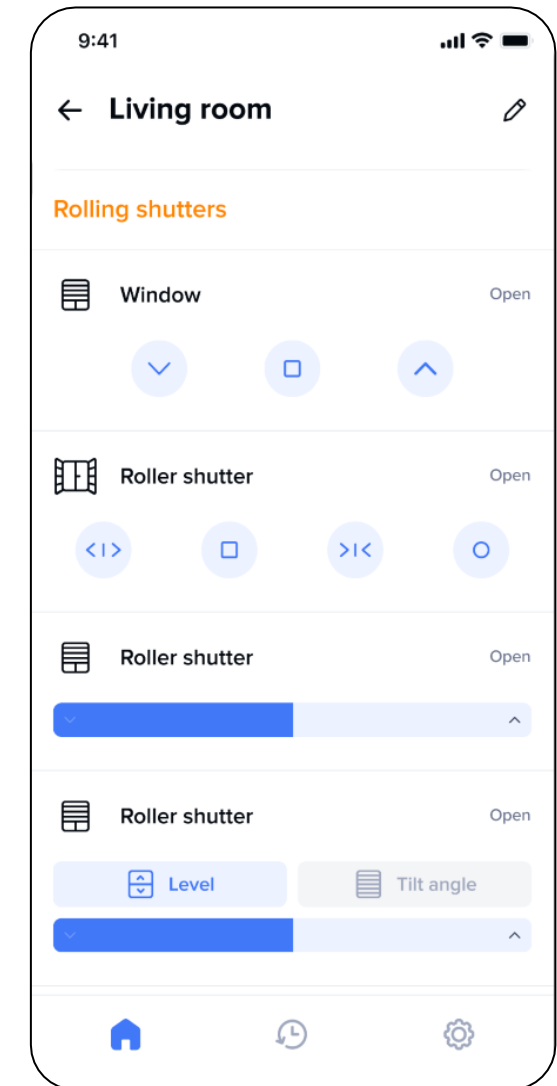 9:41
Living room
Rolling shutters
Window Open
Roller shutter Open
Roller shutter Open
Roller shutter Open
Level Tilt angle